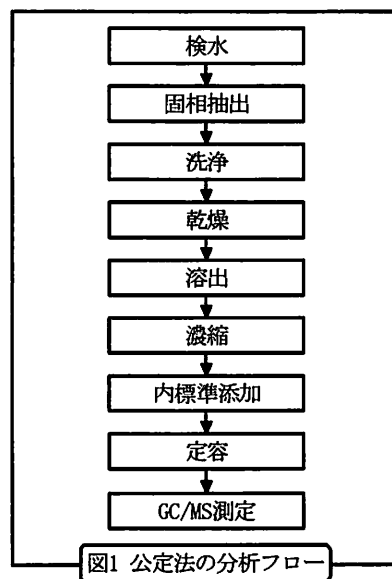 検水
固相抽出
洗浄
乾燥
溶出
濃縮
内標準添加
定容
GC/MS測定
図1 公定法の分析フロー